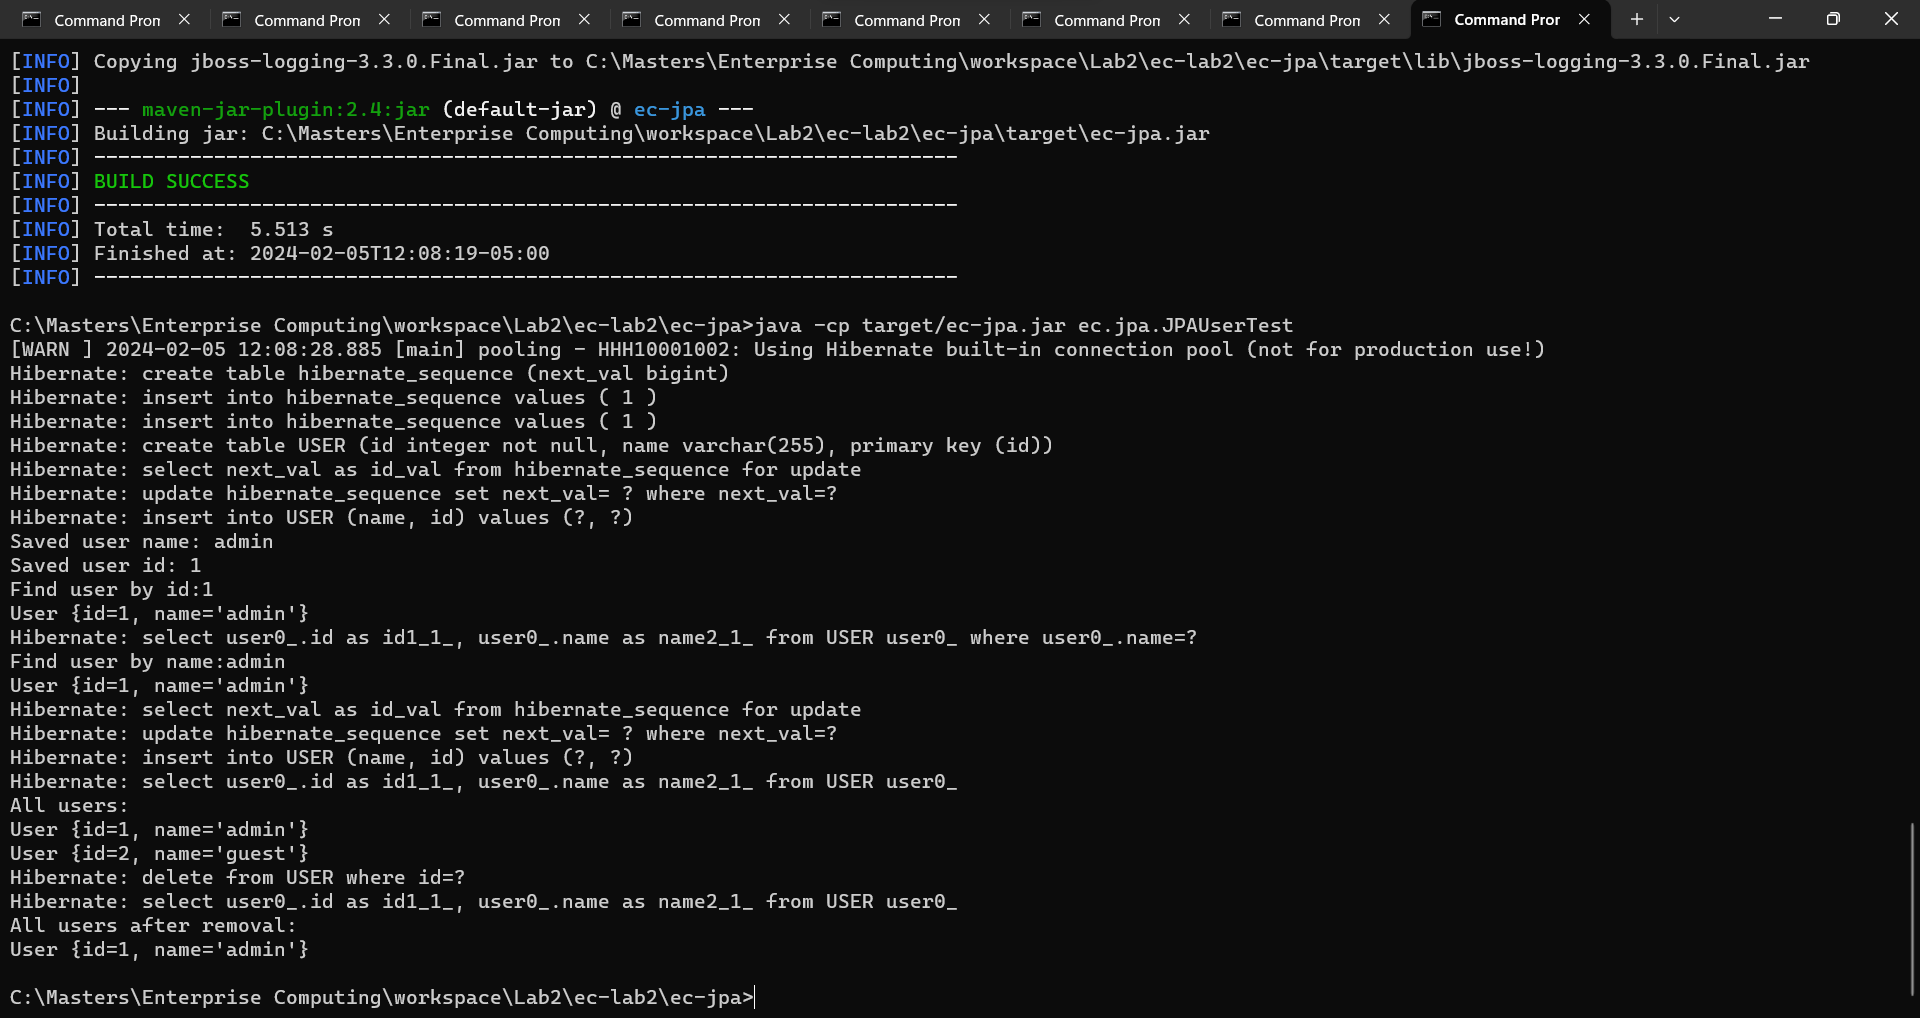 Command Pron
Command Pron
Command Pron
Command Pron
Command Pron
Command Pron
Command Pron
Command Pror
[INFO] Copying jboss-logging-3.3.0.Final.jar to C:\Masters\Enterprise Computing\workspace\Lab2\ec-lab2\ec-jpa\target\lib\jboss-logging-3.3.0.Final.jar
[INFO]
[INFO] --- maven-jar-plugin:2.4:jar (default-jar) @ ec-jpa ---
[INFO] Building jar: C:\Masters\Enterprise Computing\workspace\Lab2\ec-lab2\ec-jpa\target\ec-jpa.jar
[INFO] ------------------------------------------------------------------------
[INFO] BUILD SUCCESS
[INFO] ------------------------------------------------------------------------
[INFO] Total time:  5.513 s
[INFO] Finished at: 2024-02-05T12:08:19-05:00
[INFO] ------------------------------------------------------------------------
C:\Masters\Enterprise Computing\workspace\Lab2\ec-lab2\ec-jpa>java -cp target/ec-jpa.jar ec.jpa.JPAUserTest
[WARN ] 2024-02-05 12:08:28.885 [main] pooling - HHH10001002: Using Hibernate built-in connection pool (not for production use!)
Hibernate: create table hibernate_sequence (next_val bigint)
Hibernate: insert into hibernate_sequence values ( 1 )
Hibernate: insert into hibernate_sequence values ( 1 )
Hibernate: create table USER (id integer not null, name varchar(255), primary key (id))
Hibernate: select next_val as id_val from hibernate_sequence for update
Hibernate: update hibernate_sequence set next_val= ? where next_val=?
Hibernate: insert into USER (name, id) values (?, ?)
Saved user name: admin
Saved user id: 1
Find user by id:1
User {id=1, name='admin'}
Hibernate: select user0_.id as id1_1_, user0_.name as name2_1_ from USER user0_ where user0_.name=?
Find user by name:admin
User {id=1, name='admin'}
Hibernate: select next_val as id_val from hibernate_sequence for update
Hibernate: update hibernate_sequence set next_val= ? where next_val=?
Hibernate: insert into USER (name, id) values (?, ?)
Hibernate: select user0_.id as id1_1_, user0_.name as name2_1_ from USER user0_
All users:
User {id=1, name='admin'}
User {id=2, name='guest'}
Hibernate: delete from USER where id=?
Hibernate: select user0_.id as id1_1_, user0_.name as name2_1_ from USER user0_
All users after removal:
User {id=1, name='admin'}
C:\Masters\Enterprise Computing\workspace\Lab2\ec-lab2\ec-jpa>